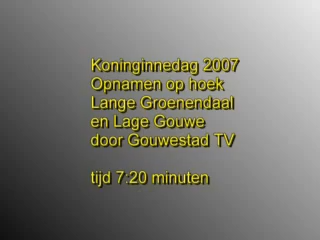 Koninginnedag 2007
Opnamen op hoek
Lange Groenendaal
en Lage Gouwe
door Gouwestad TV
tijd 7:20 minuten